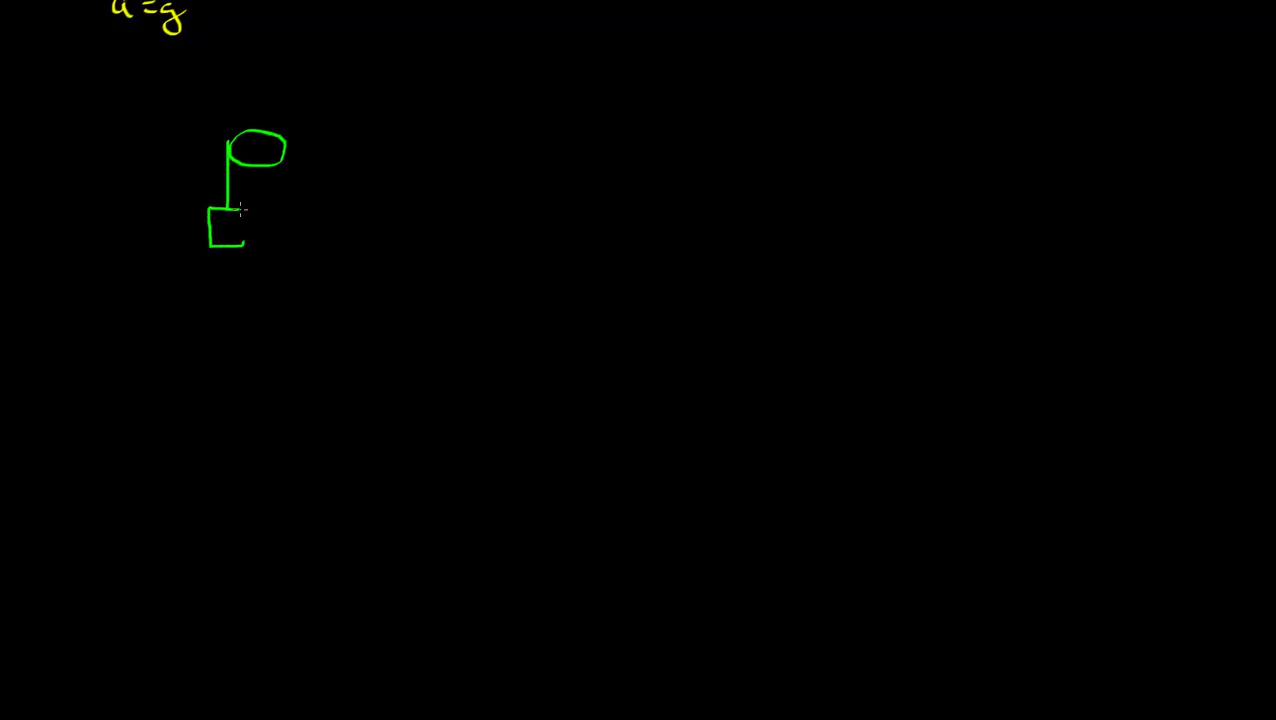 a = g